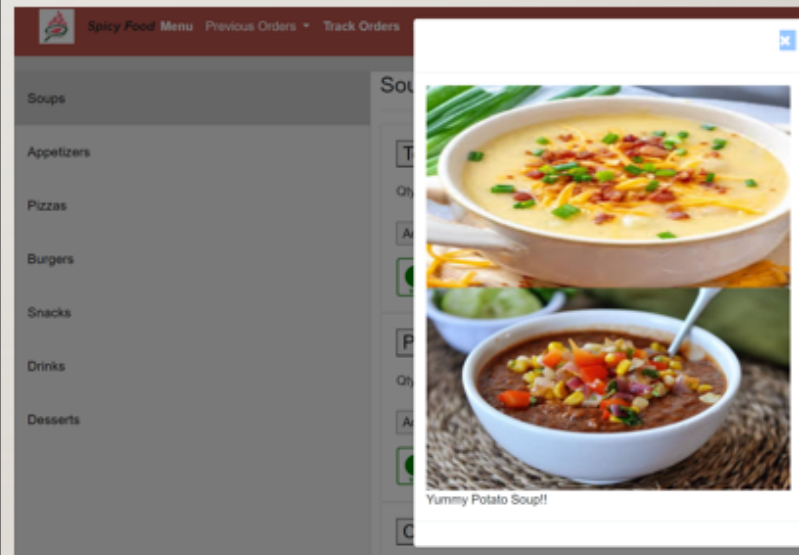 Spicy Food Menu Previous Orders Track Orders
Soups
Appetizers
Pizzas
Burgers
Snacks
Drinks
Desserts
Yummy Potato Soup!!